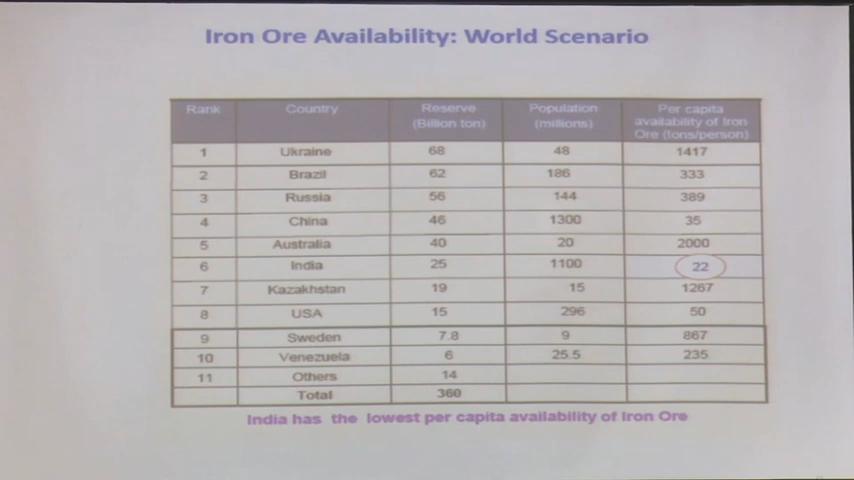 Iron Ore Availability: World Scenario
Rank Country Reserve (Billion ton) Population (millions) Per capita availability of Iron Ore (tons/person)
1 Ukraine 68 48 1417
2 Brazil 62 186 333
3 Russia 56 144 389
4 China 46 1300 35
5 Australia 40 20 2000
6 India 25 1100 22
7 Kazakhstan 19 15 1267
8 USA 15 296 50
9 Sweden 7.8 9 867
10 Venezuela 6 25.5 235
11 Others 14
Total 360
India has the lowest per capita availability of Iron Ore